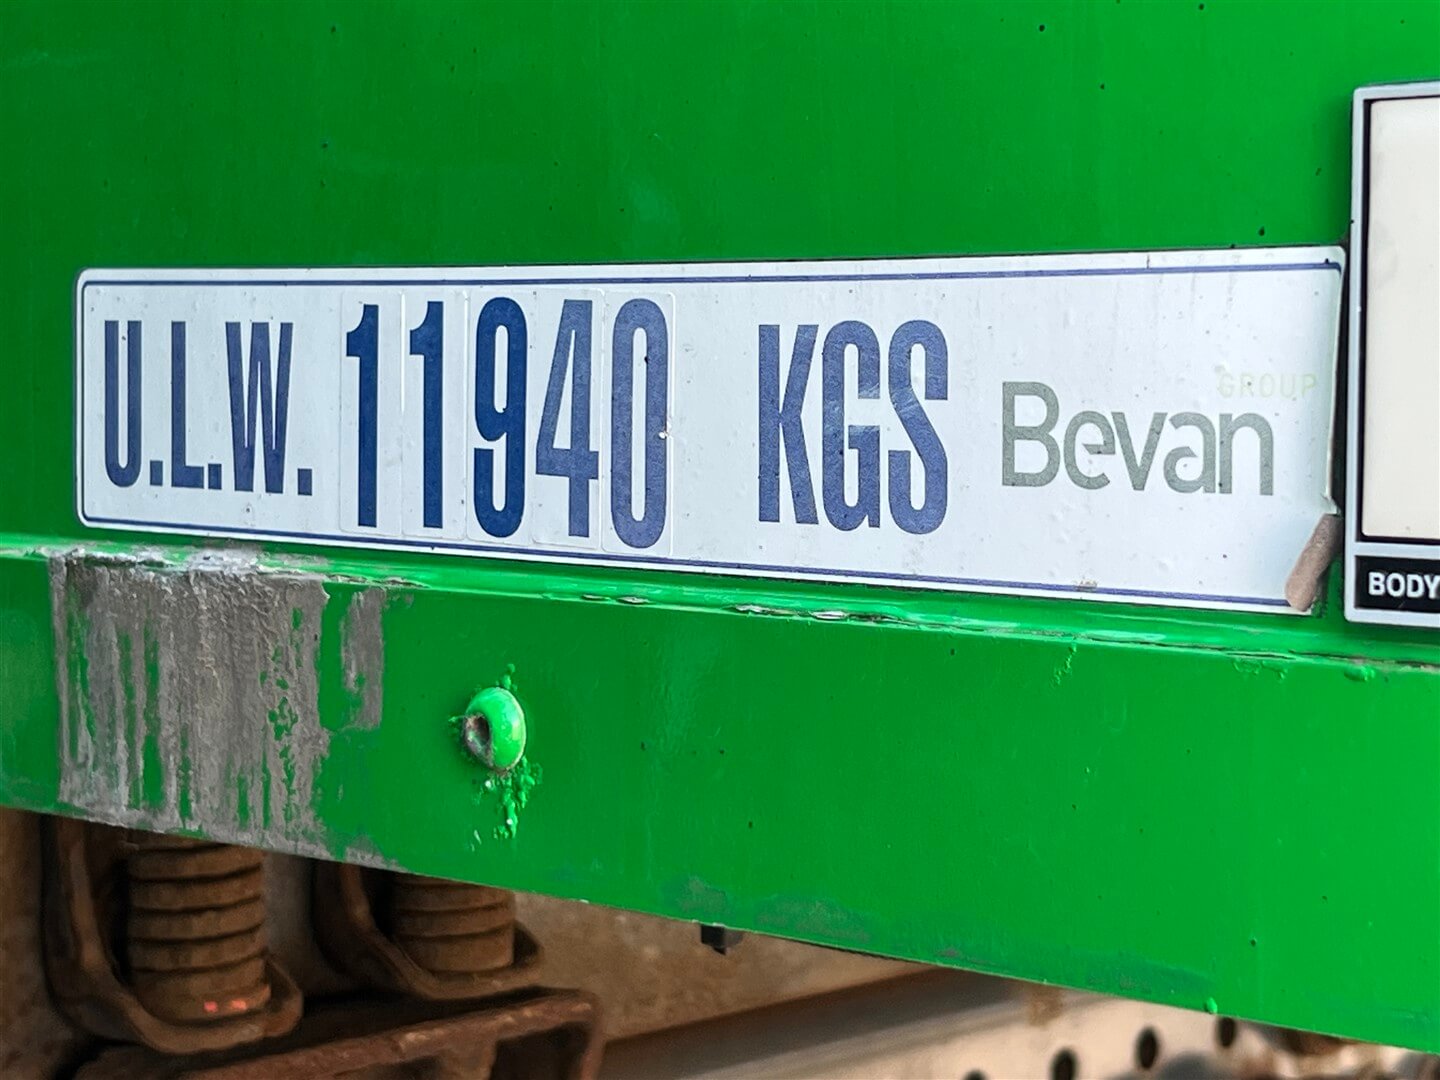 U.L.W. 11940 KGS Bevan GROUP
BODY